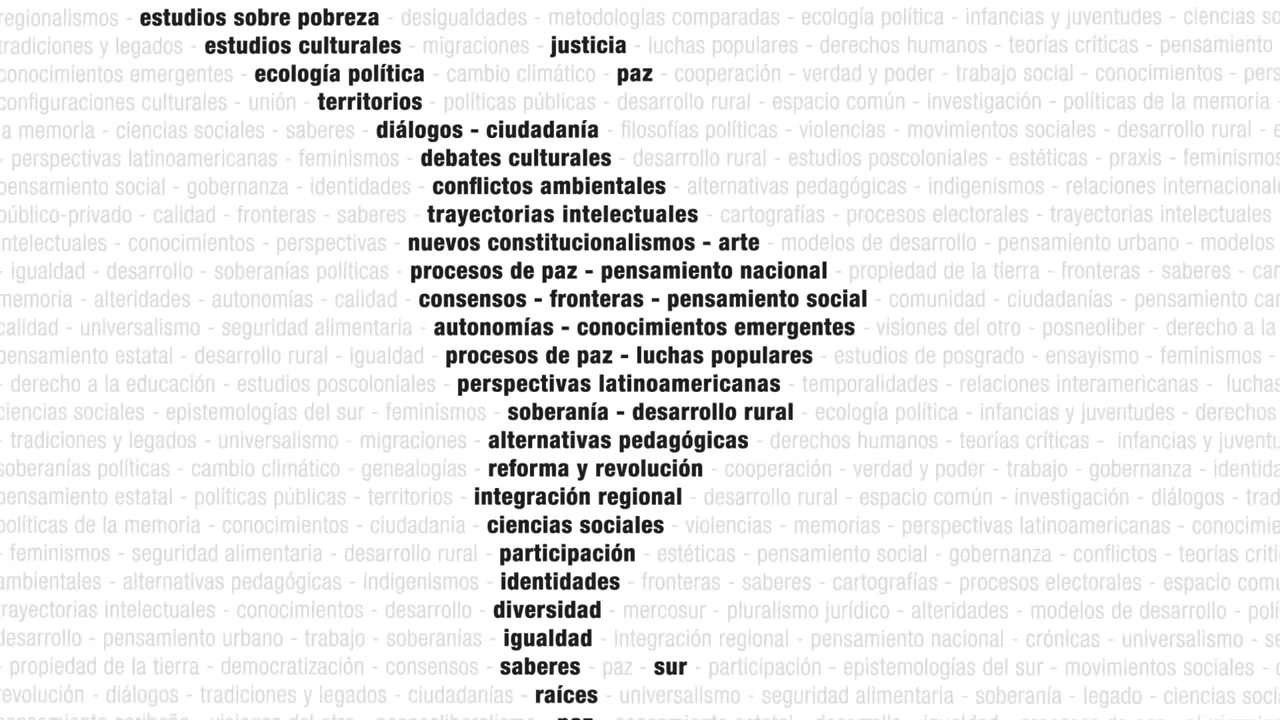 regionalismos - estudios sobre pobreza - desigualdades - metodologías comparadas - ecología política - infancias y juventudes - ciencias
tradiciones y legados - estudios culturales - migraciones - justicia - luchas populares - derechos humanos - teorías críticas - pensamiento
conocimientos emergentes - ecología política - cambio climático - paz - cooperación - verdad y poder - trabajo social - conocimientos -
configuraciones culturales - unión - territorios - políticas públicas - desarrollo rural - espacio común - investigación - políticas de la memoria
la memoria - ciencias sociales - saberes - diálogos - ciudadanía - filosofías políticas - violencias - movimientos sociales - desarrollo rural -
- perspectivas latinoamericanas - feminismos - debates culturales - desarrollo rural - estudios poscoloniales - estéticas - praxis - feminismos
pensamiento social - gobernanza - identidades - conflictos ambientales - alternativas pedagógicas - indigenismos - relaciones internacional
público-privado - calidad - fronteras - saberes - trayectorias intelectuales - cartografías - procesos electorales - trayectorias intelectuales
intelectuales - conocimientos - perspectivas - nuevos constitucionalismos - arte - modelos de desarrollo - pensamiento urbano - modelos
- igualdad - desarrollo - soberanías políticas - procesos de paz - pensamiento nacional - propiedad de la tierra - fronteras - saberes - car
memoria - alteridades - autonomías - calidad - consensos - fronteras - pensamiento social - comunidad - ciudadanías - pensamiento car
calidad - universalismo - seguridad alimentaria - autonomías - conocimientos emergentes - visiones del otro - posneoliber - derecho a la
pensamiento estatal - desarrollo rural - igualdad - procesos de paz - luchas populares - estudios de posgrado - ensayismo - feminismos -
- derecho a la educación - estudios poscoloniales - perspectivas latinoamericanas - temporalidades - relaciones interamericanas - luchas
ciencias sociales - epistemologías del sur - feminismos - soberanía - desarrollo rural - ecología política - infancias y juventudes - derechos
- tradiciones y legados - universalismo - migraciones - alternativas pedagógicas - derechos humanos - teorías críticas - infancias y juventu
soberanías políticas - cambio climático - genealogías - reforma y revolución - cooperación - verdad y poder - trabajo - gobernanza - identida
pensamiento estatal - políticas públicas - territorios - integración regional - desarrollo rural - espacio común - investigación - diálogos - trad
políticas de la memoria - conocimientos - ciudadanía - ciencias sociales - violencias - memorias - perspectivas latinoamericanas - conocimie
- feminismos - seguridad alimentaria - desarrollo rural - participación - estéticas - pensamiento social - gobernanza - conflictos - teorías críti
ambientales - alternativas pedagógicas - indigenismos - identidades - fronteras - saberes - cartografías - procesos electorales - espacio com
trayectorias intelectuales - conocimientos - desarrollo - diversidad - mercosur - pluralismo jurídico - alteridades - modelos de desarrollo - polí
desarrollo - pensamiento urbano - trabajo - soberanías - igualdad - integración regional - pensamiento nacional - crónicas - universalismo - se
- propiedad de la tierra - democratización - consensos - saberes - paz - sur - participación - epistemologías del sur - movimientos sociales -
revolución - diálogos - tradiciones y legados - ciudadanías - raíces - universalismo - seguridad alimentaria - soberanía - legado - ciencias soci